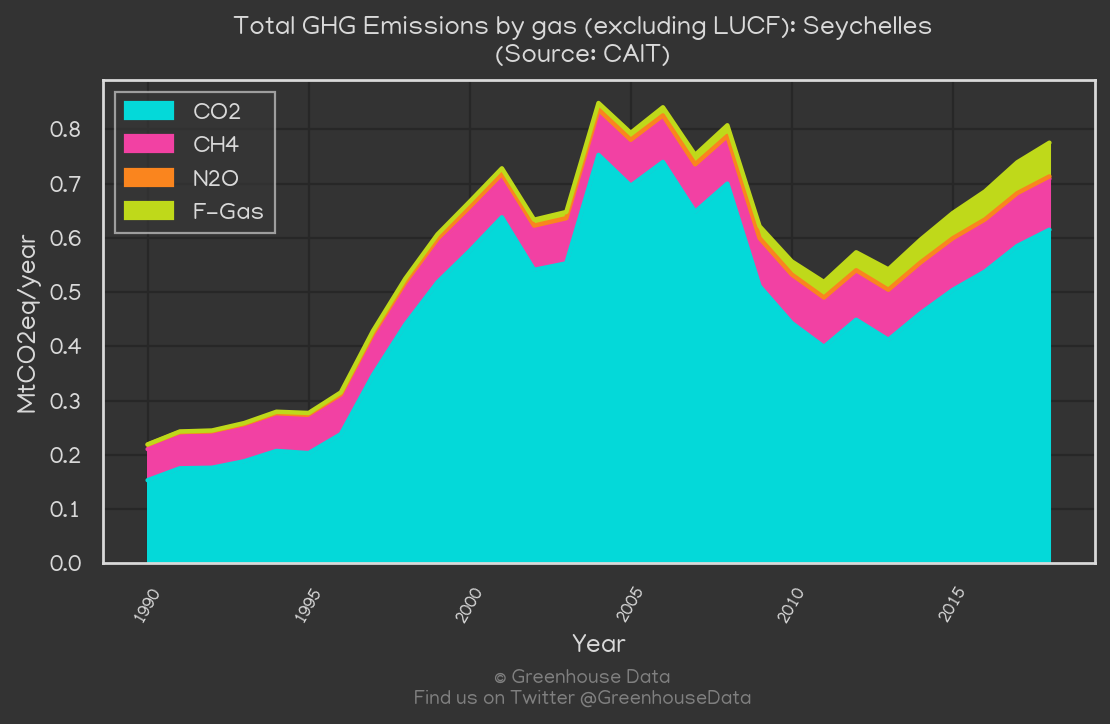 Total GHG Emissions by gas (excluding LUCF): Seychelles
(Source: CAIT)
CO2
CH4
N2O
F-Gas
MtCO2eq/year
0.8
0.7
0.6
0.5
0.4
0.3
0.2
0.1
0.0
1990
1995
2000
2005
2010
2015
Year
© Greenhouse Data
Find us on Twitter @GreenhouseData